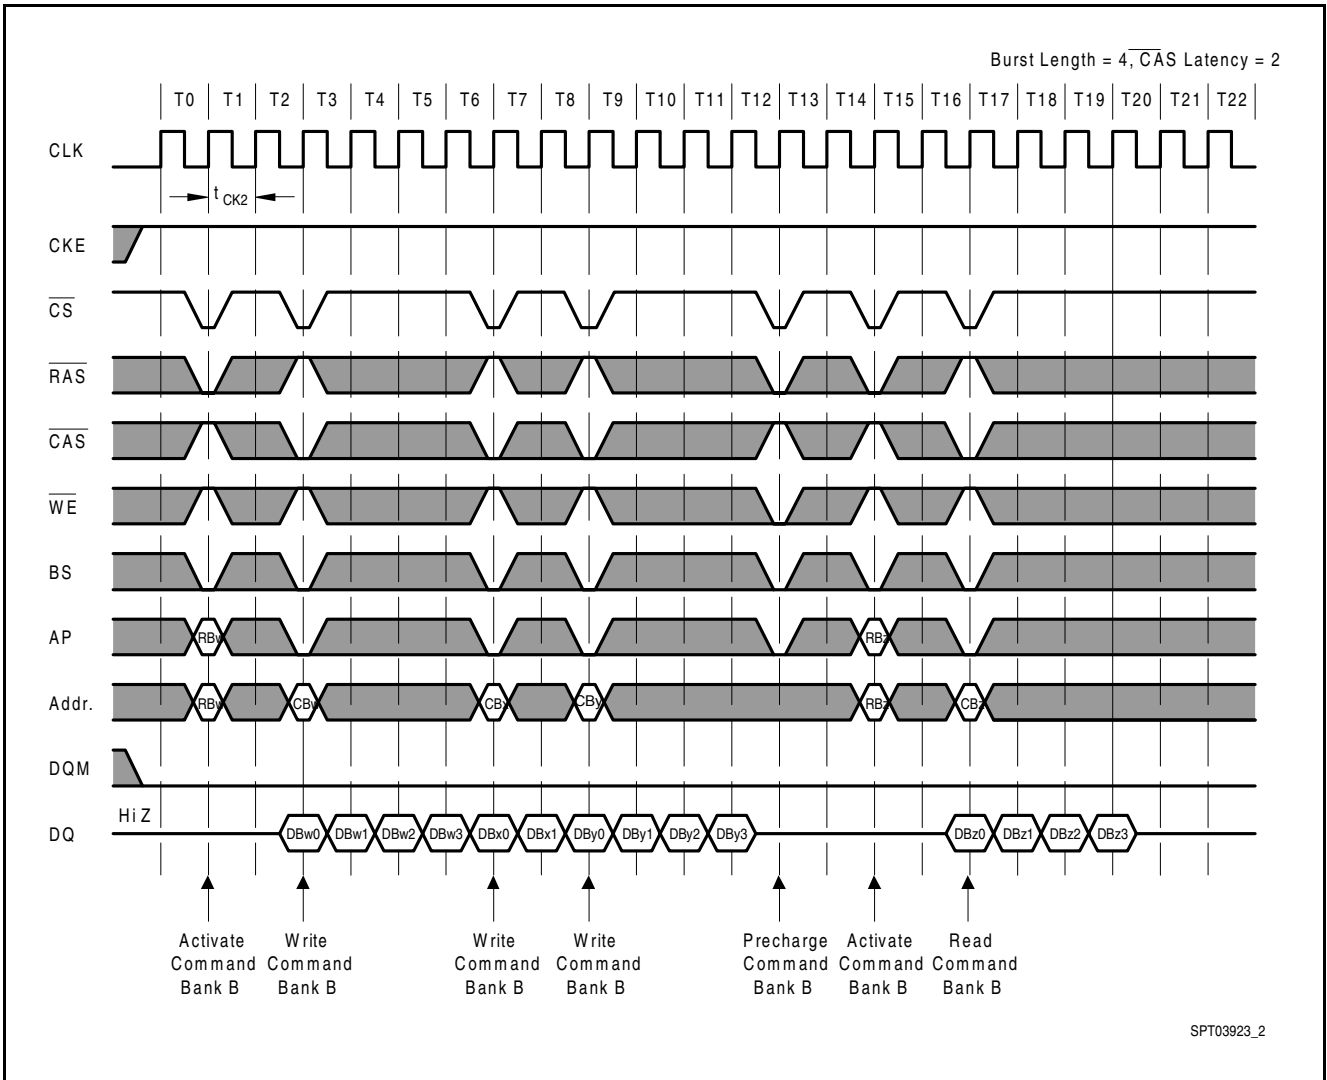 Burst Length = 4, CAS Latency = 2
T0 T1 T2 T3 T4 T5 T6 T7 T8 T9 T10 T11 T12 T13 T14 T15 T16 T17 T18 T19 T20 T21 T22
CLK
t CK2
CKE
CS
RAS
CAS
WE
BS
AP RBw RBz
Addr. RBw CBw CBx CBy RBz CBz
DQM
HiZ
DQ DBw0 DBw1 DBw2 DBw3 DBx0 DBx1 DBy0 DBy1 DBy2 DBy3 DBz0 DBz1 DBz2 DBz3
Activate Write Write Write Precharge Activate Read
Command Command Command Command Command Command Command
Bank B Bank B Bank B Bank B Bank B Bank B Bank B
SPT03923_2